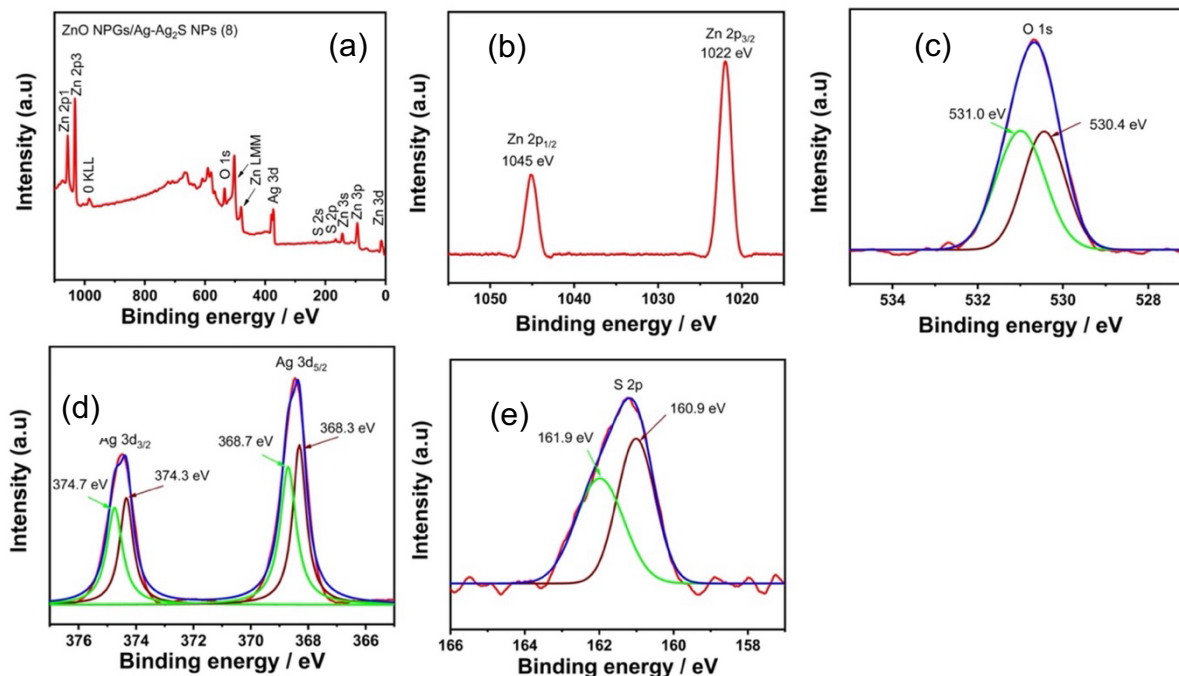 ZnO NPGs/Ag-Ag₂S NPs (8)
(a)
Zn 2p1
Zn 2p3
0 KLL
O 1s
Zn LMM
Ag 3d
S 2s
S 2p
Zn 3s
Zn 3p
Zn 3d
Intensity (a.u)
1000 800 600 400 200 0
Binding energy / eV
(b)
Zn 2p₃/₂
1022 eV
Zn 2p₁/₂
1045 eV
Intensity (a.u)
1050 1040 1030 1020
Binding energy / eV
(c)
O 1s
531.0 eV
530.4 eV
Intensity (a.u)
534 532 530 528
Binding energy / eV
(d)
Ag 3d₅/₂
Ag 3d₃/₂
368.7 eV
368.3 eV
374.7 eV
374.3 eV
Intensity (a.u)
376 374 372 370 368 366
Binding energy / eV
(e)
S 2p
161.9 eV
160.9 eV
Intensity (a.u)
166 164 162 160 158
Binding energy / eV